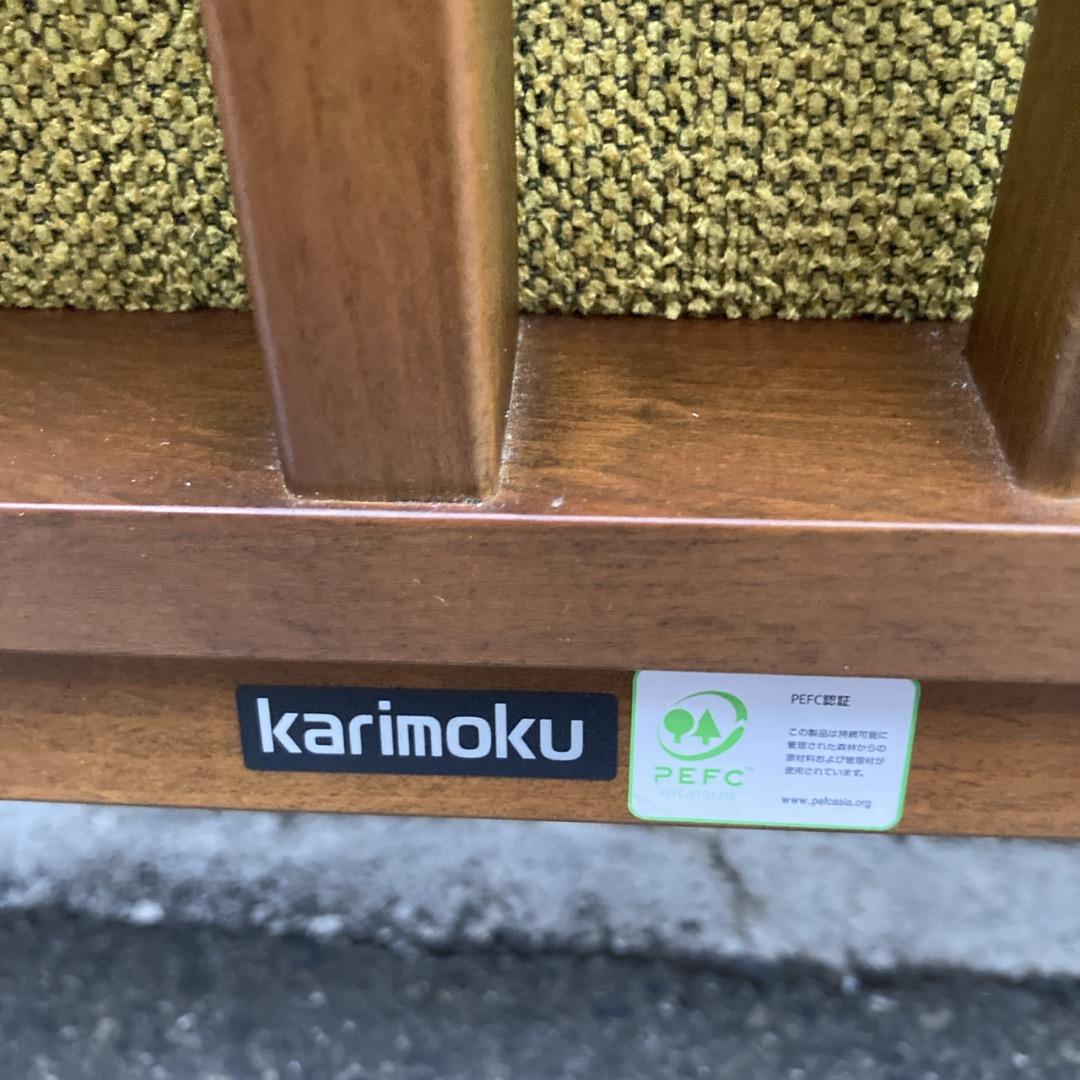 karimoku
PEFC™
PEFC認証
この製品は持続可能に
管理された森林からの
原材料および管理材が
使用されています。
www.pefcasia.org